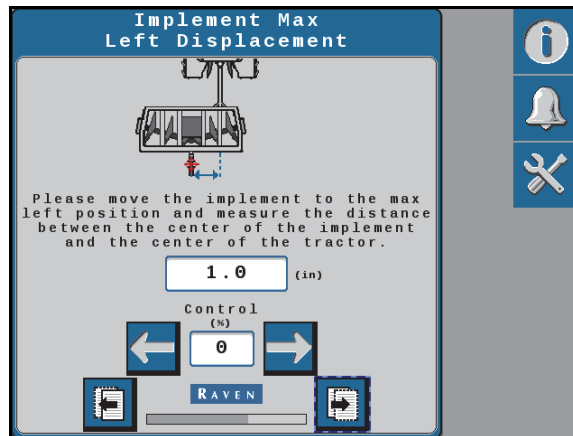 Implement Max
Left Displacement
Please move the implement to the max
left position and measure the distance
between the center of the implement
and the center of the tractor.
1.0 (in)
Control
(%)
0
RAVEN